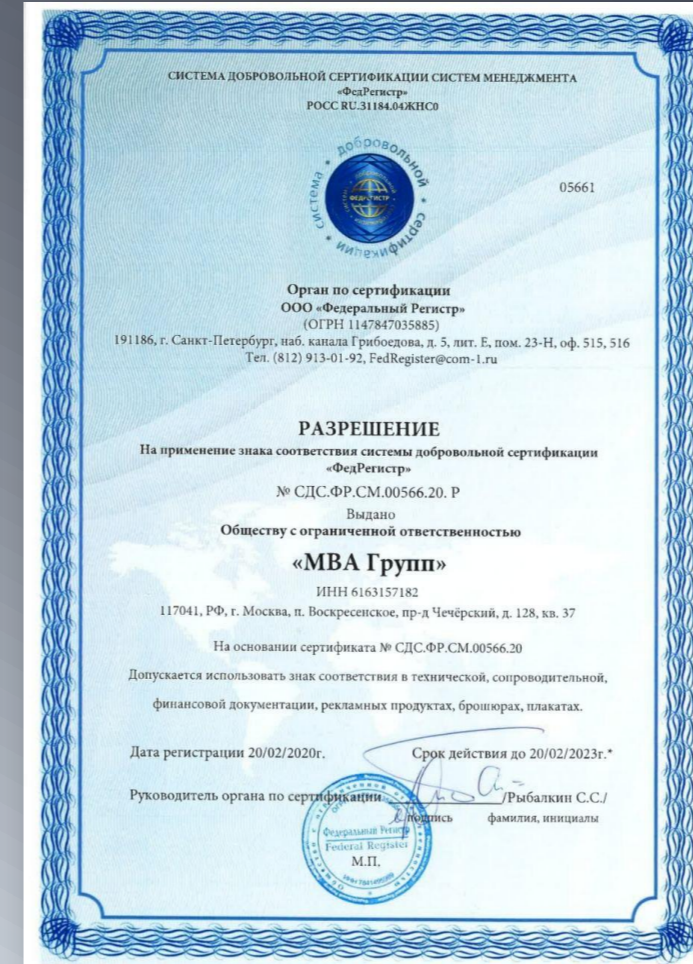 СИСТЕМА ДОБРОВОЛЬНОЙ СЕРТИФИКАЦИИ СИСТЕМ МЕНЕДЖМЕНТА
«ФедРегистр»
РОСС RU.31184.04ЖНС0
система * добровольной * сертификации
ФЕДРЕГИСТР
05661
Орган по сертификации
ООО «Федеральный Регистр»
(ОГРН 1147847035885)
191186, г. Санкт-Петербург, наб. канала Грибоедова, д. 5, лит. Е, пом. 23-Н, оф. 515, 516
Тел. (812) 913-01-92, FedRegister@com-1.ru
РАЗРЕШЕНИЕ
На применение знака соответствия системы добровольной сертификации
«ФедРегистр»
№ СДС.ФР.СМ.00566.20. Р
Выдано
Обществу с ограниченной ответственностью
«МВА Групп»
ИНН 6163157182
117041, РФ, г. Москва, п. Воскресенское, пр-д Чечёрский, д. 128, кв. 37
На основании сертификата № СДС.ФР.СМ.00566.20
Допускается использовать знак соответствия в технической, сопроводительной,
финансовой документации, рекламных продуктах, брошюрах, плакатах.
Дата регистрации 20/02/2020г. Срок действия до 20/02/2023г.*
Руководитель органа по сертификации /Рыбалкин С.С./
подпись фамилия, инициалы
Федеральный Регистр
Federal Register
М.П.